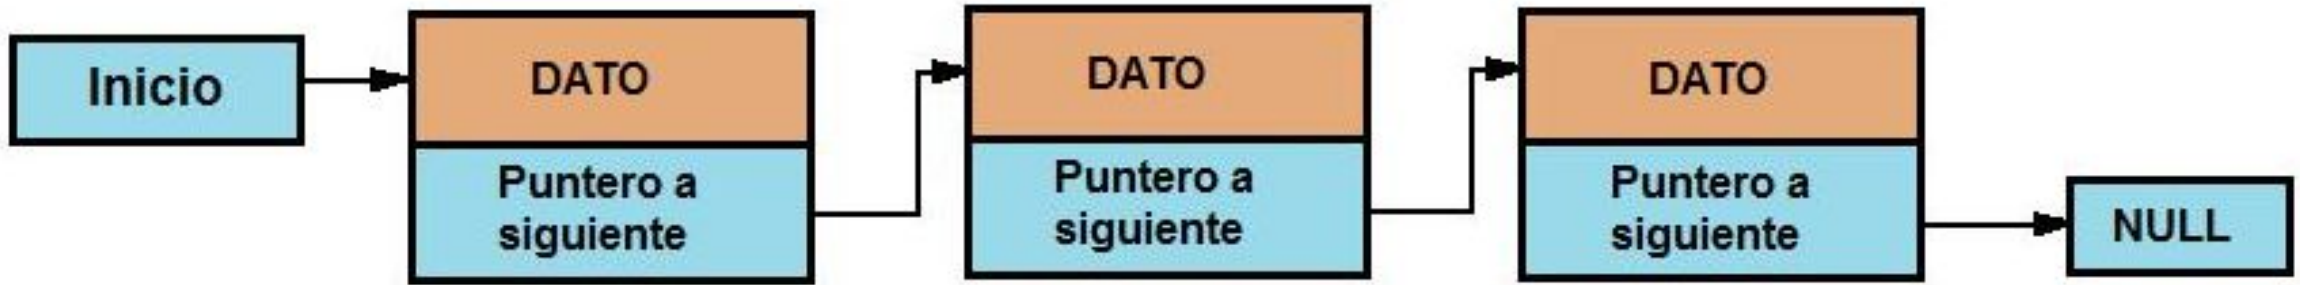 Inicio
DATO
Puntero a
siguiente
DATO
Puntero a
siguiente
DATO
Puntero a
siguiente
NULL